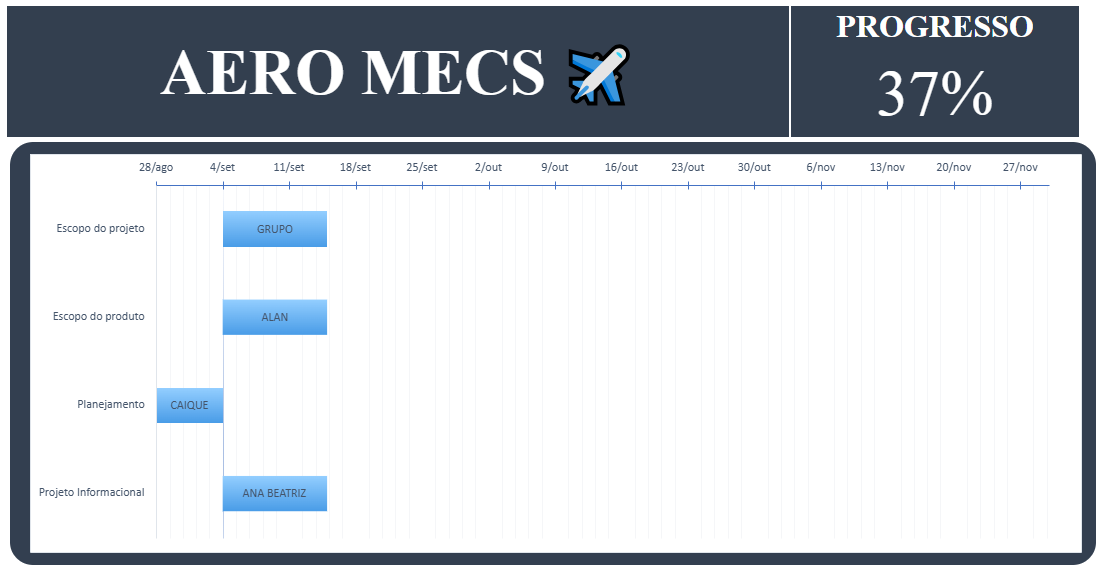 AERO MECS ✈
PROGRESSO
37%
28/ago 4/set 11/set 18/set 25/set 2/out 9/out 16/out 23/out 30/out 6/nov 13/nov 20/nov 27/nov
Escopo do projeto GRUPO
Escopo do produto ALAN
Planejamento CAIQUE
Projeto Informacional ANA BEATRIZ